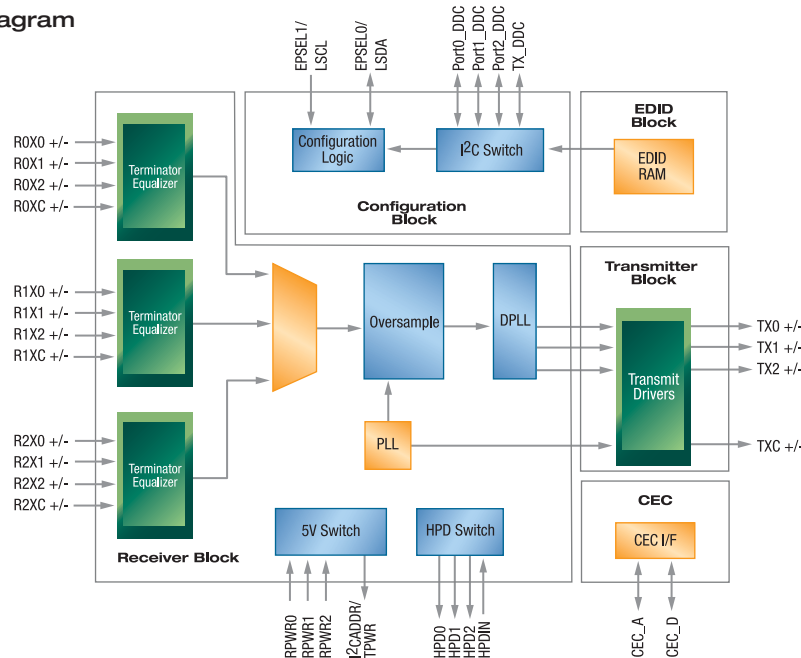 agram
EPSEL1/
LSCL
EPSEL0/
LSDA
Port0_DDC
Port1_DDC
Port2_DDC
TX_DDC
R0X0 +/-
R0X1 +/-
R0X2 +/-
R0XC +/-
Terminator
Equalizer
Configuration
Logic
I²C Switch
Configuration
Block
EDID
Block
EDID
RAM
R1X0 +/-
R1X1 +/-
R1X2 +/-
R1XC +/-
Terminator
Equalizer
Oversample
DPLL
PLL
Transmitter
Block
Transmit
Drivers
TX0 +/-
TX1 +/-
TX2 +/-
TXC +/-
R2X0 +/-
R2X1 +/-
R2X2 +/-
R2XC +/-
Terminator
Equalizer
Receiver Block
5V Switch
HPD Switch
CEC
CEC I/F
RPWR0
RPWR1
RPWR2
I²CADDR/
TPWR
HPD0
HPD1
HPD2
HPDIN
CEC_A
CEC_D